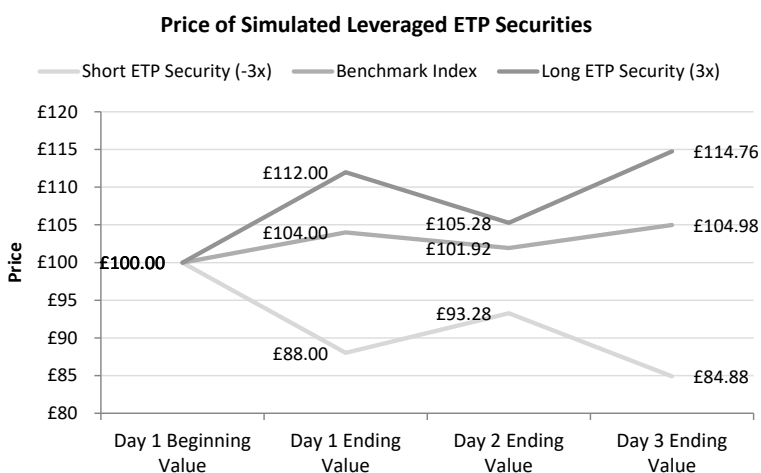 Price of Simulated Leveraged ETP Securities
Short ETP Security (-3x) Benchmark Index Long ETP Security (3x)
£120
£115
£114.76
£112.00
£110
£105
£105.28
£104.98
£104.00
£101.92
£100
£100.00
£95
£93.28
£90
£88.00
£85
£84.88
£80
Price
Day 1 Beginning
Value
Day 1 Ending
Value
Day 2 Ending
Value
Day 3 Ending
Value